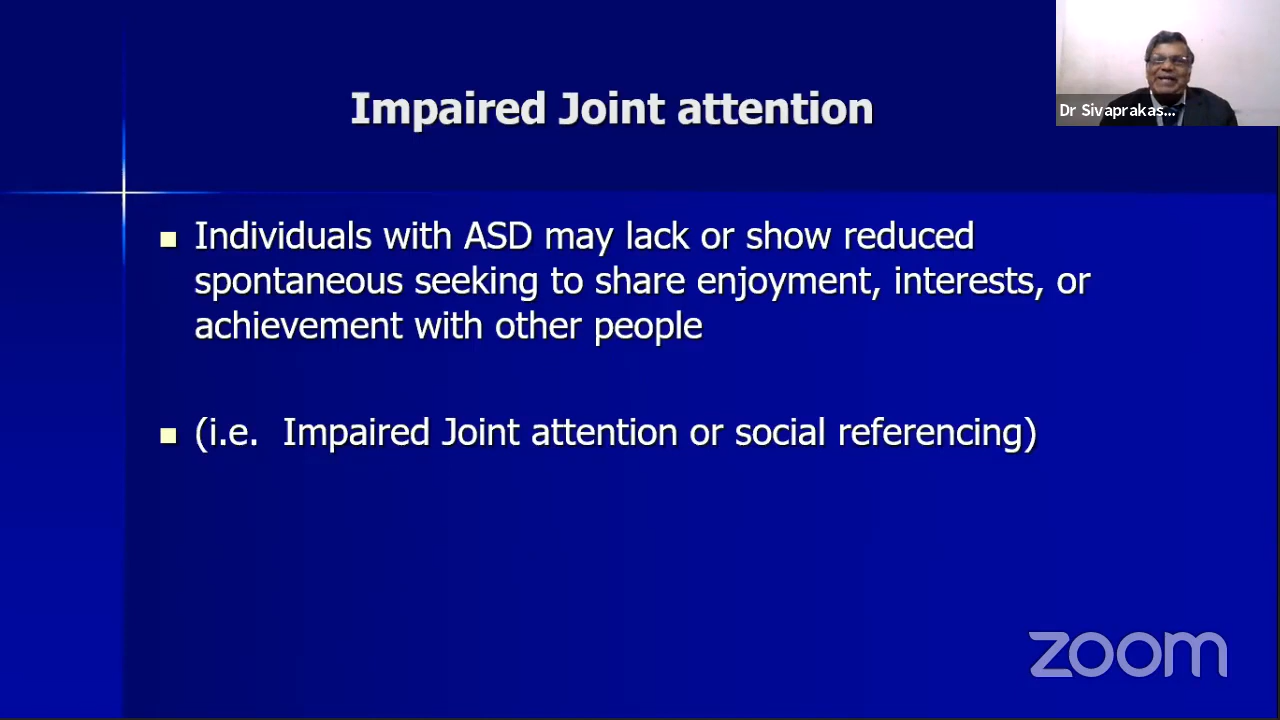 Impaired Joint attention
Dr Sivaprakas...
Individuals with ASD may lack or show reduced
spontaneous seeking to share enjoyment, interests, or
achievement with other people
(i.e. Impaired Joint attention or social referencing)
zoom